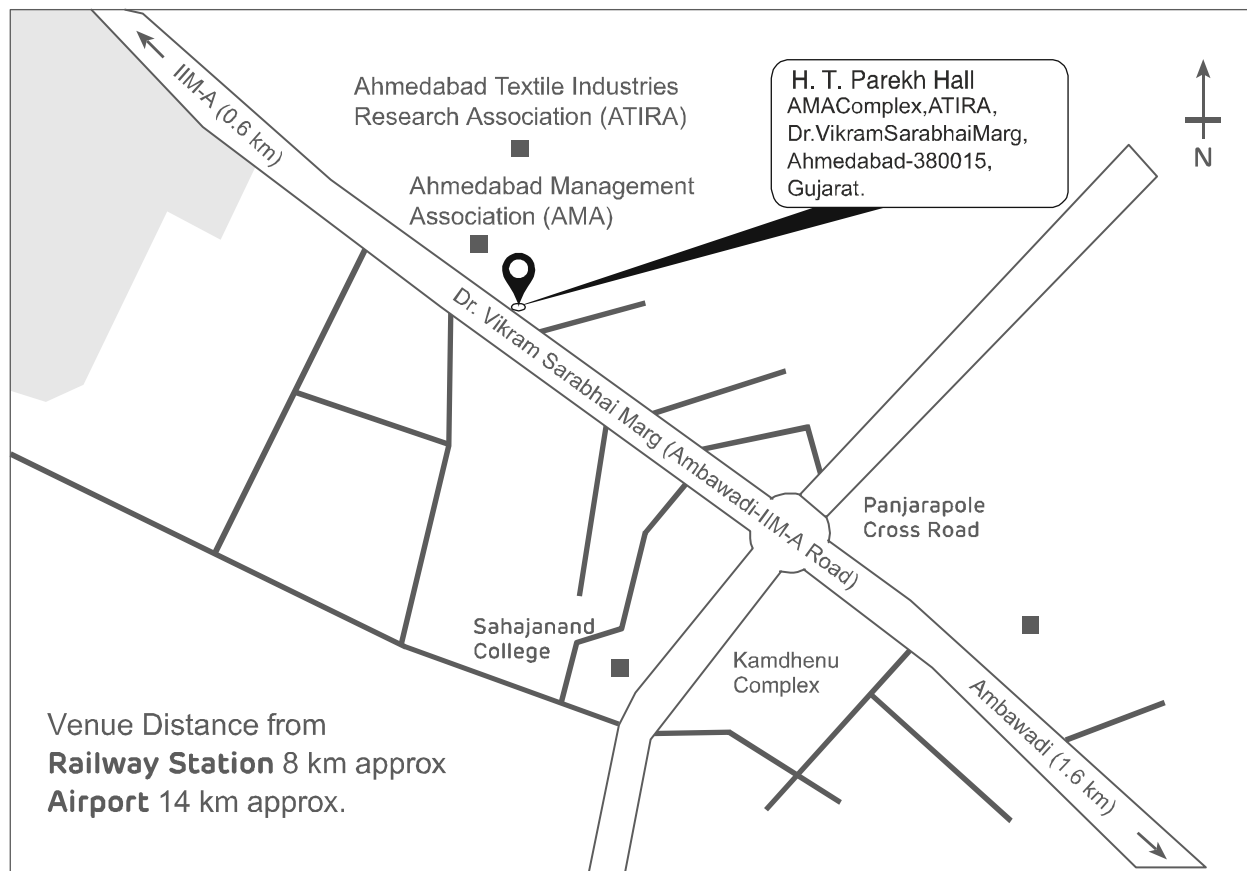 IIM-A (0.6 km)
Ahmedabad Textile Industries
Research Association (ATIRA)
Ahmedabad Management
Association (AMA)
H. T. Parekh Hall
AMAComplex,ATIRA,
Dr.VikramSarabhaiMarg,
Ahmedabad-380015,
Gujarat.
N
Dr. Vikram Sarabhai Marg (Ambawadi-IIM-A Road)
Panjarapole
Cross Road
Sahajanand
College
Kamdhenu
Complex
Ambawadi (1.6 km)
Venue Distance from
Railway Station 8 km approx
Airport 14 km approx.